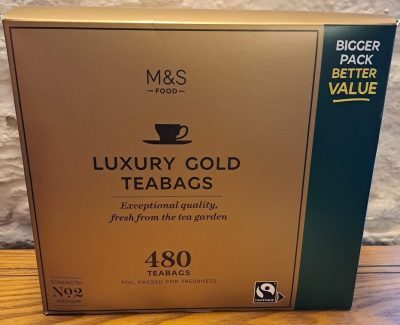 M&S
FOOD
LUXURY GOLD
TEABAGS
Exceptional quality,
fresh from the tea garden
480
TEABAGS
FOIL PACKED FOR FRESHNESS
STRENGTH
Nº2
MEDIUM
FAIRTRADE
BIGGER
PACK
BETTER
VALUE